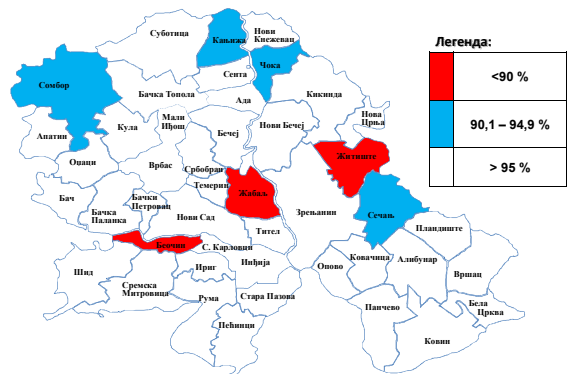 Суботица
Нови
Кнежевац
Кањижа
Чока
Сента
Сомбор
Бачка Топола
Ада
Кикинда
Апатин
Кула
Мали
Иђош
Бечеј
Нови Бечеј
Нова
Црња
Оџаци
Врбас
Србобран
Житиште
Темерин
Жабаљ
Бач
Бачка
Паланка
Бачки
Петровац
Нови Сад
Зрењанин
Сечањ
Тител
Пландиште
Беочин
С. Карловци
Ковачица
Алибунар
Опово
Вршац
Шид
Ириг
Инђија
Сремска
Митровица
Рума
Стара Пазова
Панчево
Бела
Црква
Пећинци
Ковин
Легенда:
<90 %
90,1 – 94,9 %
> 95 %